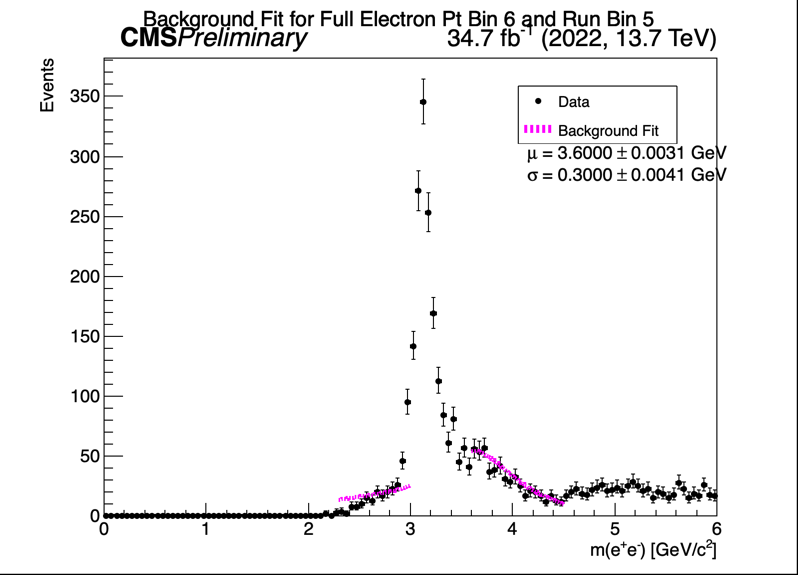 Background Fit for Full Electron Pt Bin 6 and Run Bin 5
CMS Preliminary 34.7 fb⁻¹ (2022, 13.7 TeV)
Events
350
300
250
200
150
100
50
0
Data
Background Fit
μ = 3.6000 ± 0.0031 GeV
σ = 0.3000 ± 0.0041 GeV
0 1 2 3 4 5 6
m(e⁺e⁻) [GeV/c²]